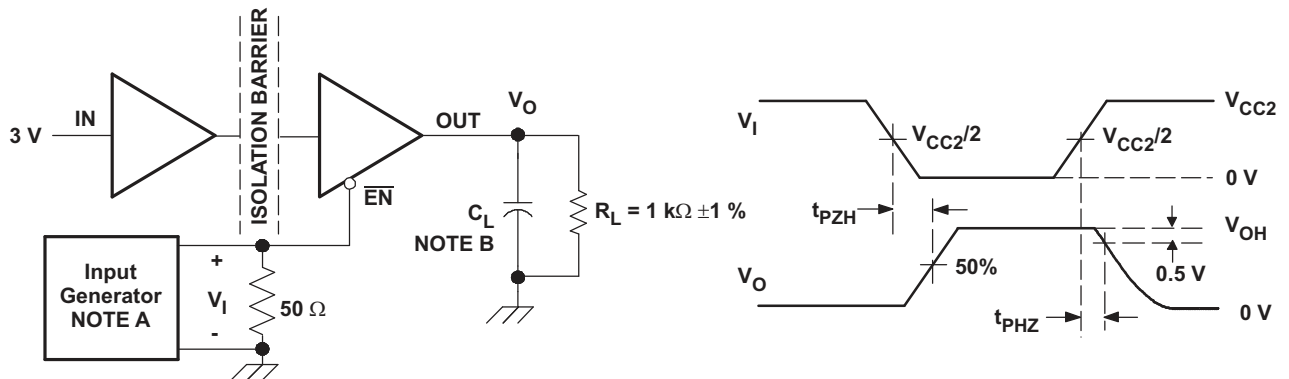 3 V
IN
ISOLATION BARRIER
OUT
EN
VO
CL
NOTE B
RL = 1 kΩ ±1 %
Input
Generator
NOTE A
+
VI
-
50 Ω
VI
VCC2/2
VCC2/2
VCC2
0 V
tPZH
VO
50%
VOH
0.5 V
tPHZ
0 V